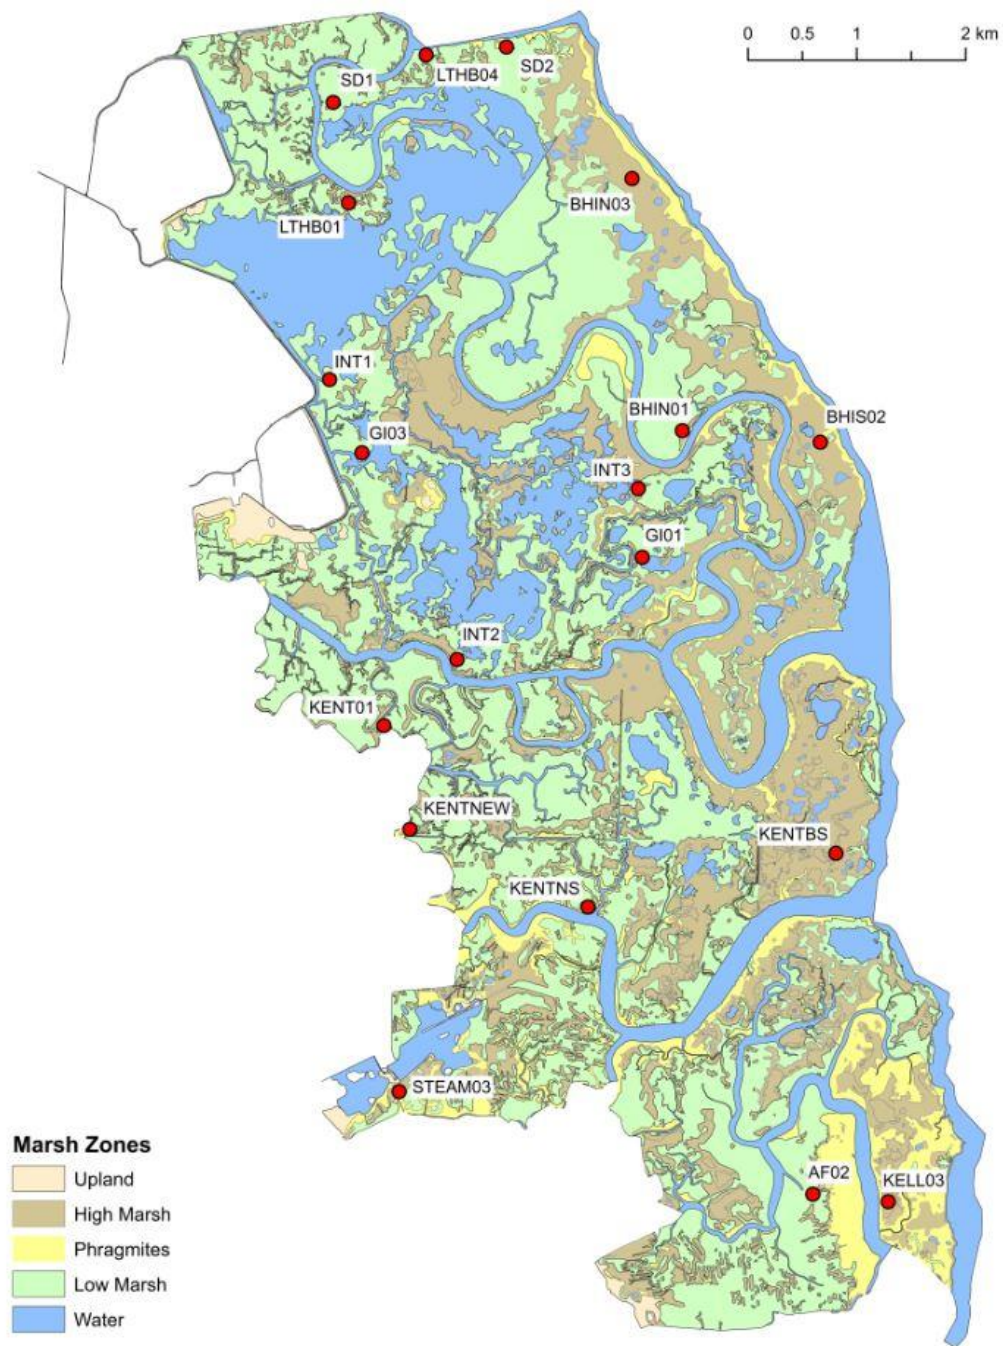 0 0.5 1 2 km
SD2
LTHB04
SD1
BHIN03
LTHB01
INT1
BHIN01
BHIS02
GI03
INT3
GI01
INT2
KENT01
KENTNEW
KENTBS
KENTNS
STEAM03
AF02
KELL03
Marsh Zones
Upland
High Marsh
Phragmites
Low Marsh
Water